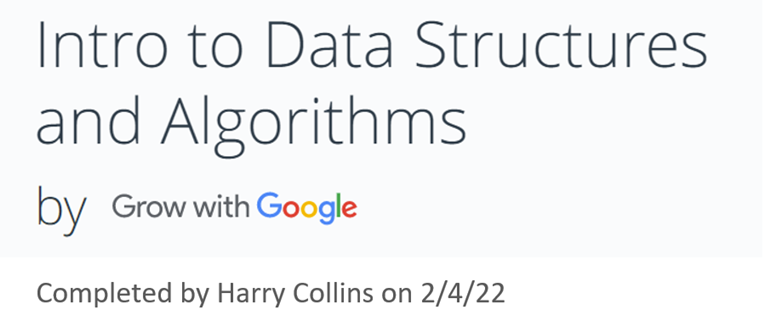 Intro to Data Structures
and Algorithms
by Grow with Google
Completed by Harry Collins on 2/4/22